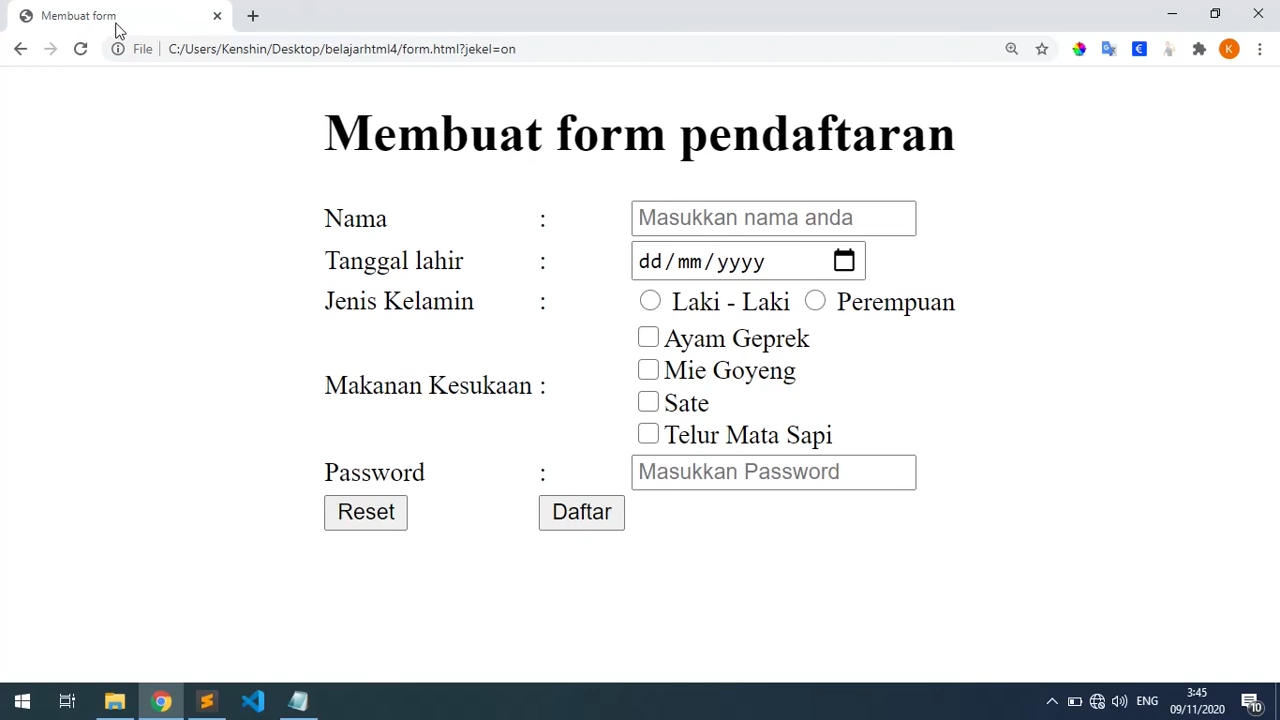 Membuat form
File C:/Users/Kenshin/Desktop/belajarhtml4/form.html?jekel=on
K
Membuat form pendaftaran
Nama : Masukkan nama anda
Tanggal lahir : dd/mm/yyyy
Jenis Kelamin : Laki - Laki Perempuan
Ayam Geprek
Mie Goyeng
Makanan Kesukaan :
Sate
Telur Mata Sapi
Password : Masukkan Password
Reset Daftar
ENG
3:45
09/11/2020
10